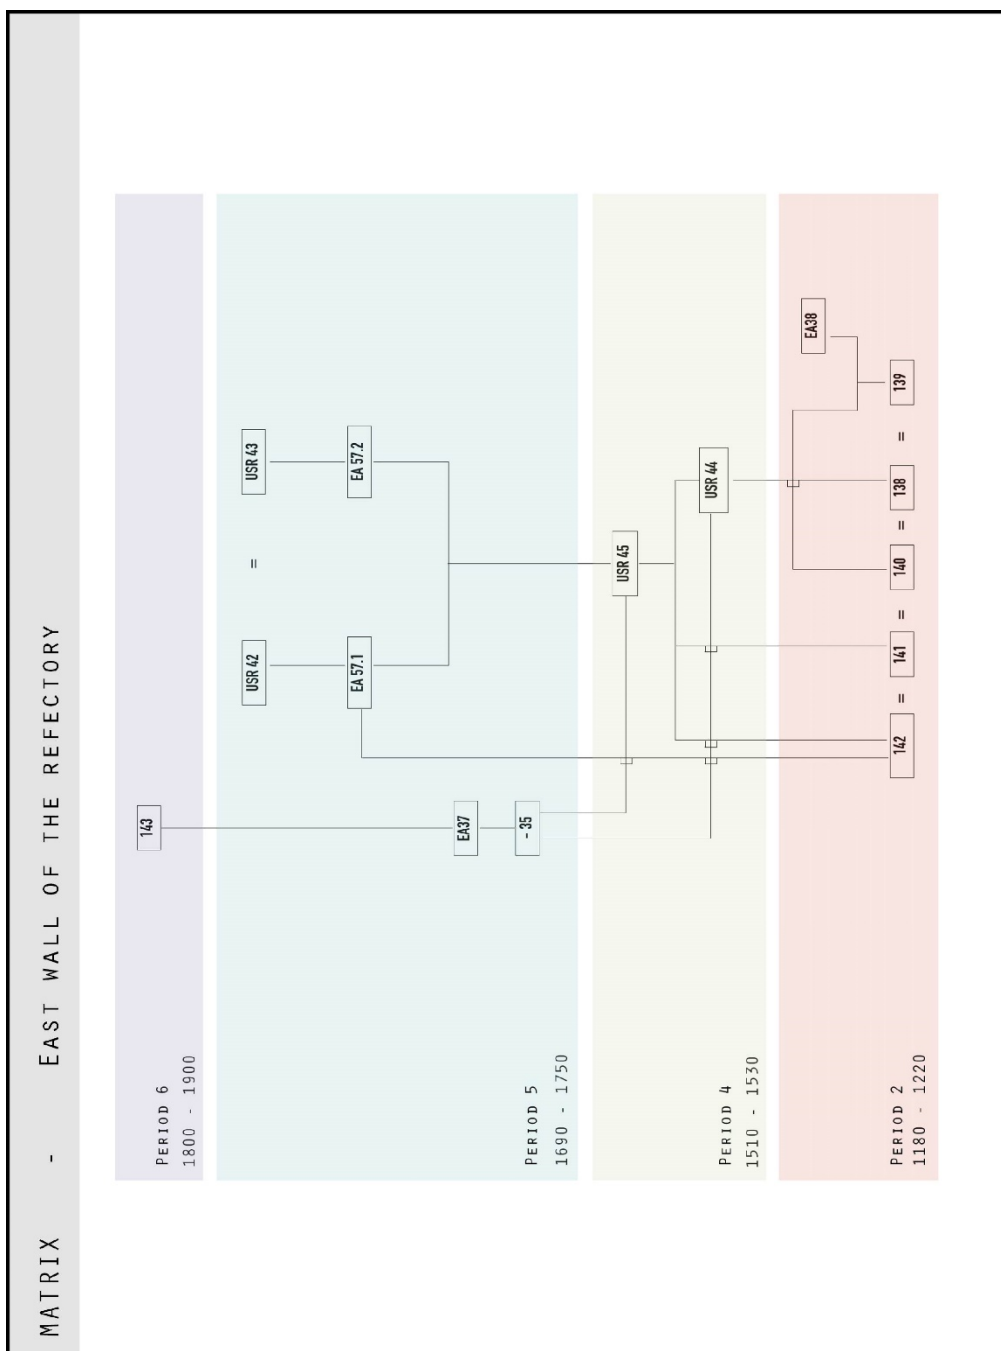 MATRIX - EAST WALL OF THE REFECTORY
PERIOD 6
1800 - 1900
143
PERIOD 5
1690 - 1750
USR 42 = USR 43
EA 57.1 EA 57.2
EA37
- 35
PERIOD 4
1510 - 1530
USR 45
USR 44
PERIOD 2
1180 - 1220
EA38
142 = 141 = 140 = 138 = 139